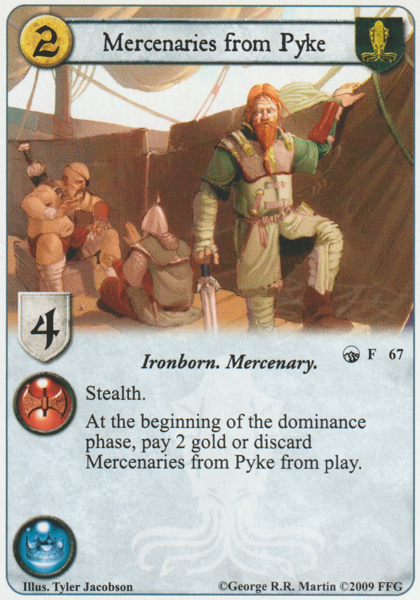 2
Mercenaries from Pyke
4
Ironborn. Mercenary.
F 67
Stealth.
At the beginning of the dominance
phase, pay 2 gold or discard
Mercenaries from Pyke from play.
Illus. Tyler Jacobson
©George R.R. Martin ©2009 FFG